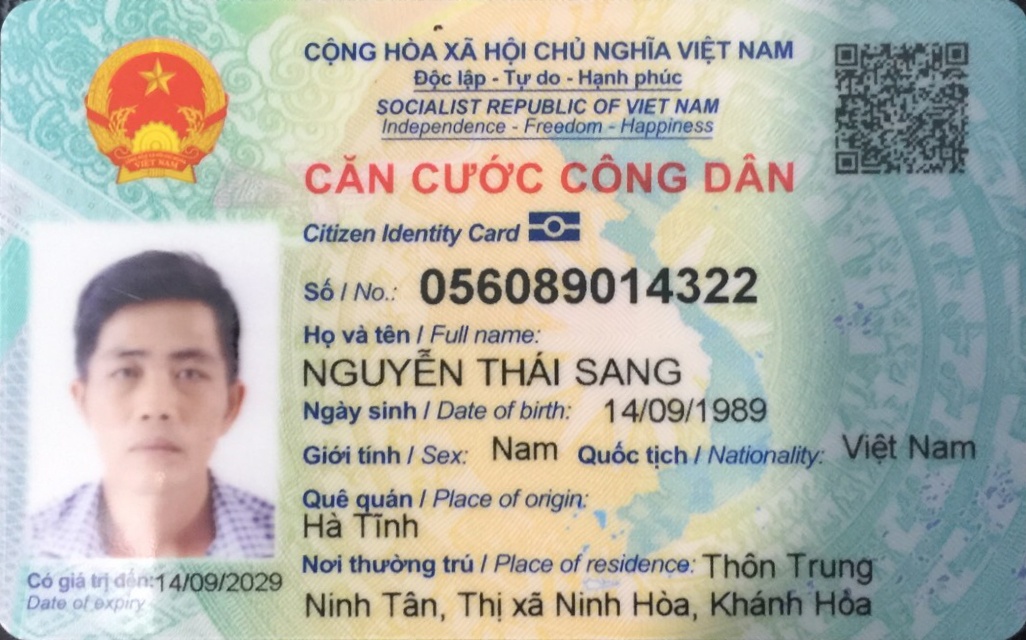 CỘNG HÒA XÃ HỘI CHỦ NGHĨA VIỆT NAM
Độc lập - Tự do - Hạnh phúc
SOCIALIST REPUBLIC OF VIET NAM
Independence - Freedom - Happiness
VIỆT NAM
CĂN CƯỚC CÔNG DÂN
Citizen Identity Card
Số / No.: 056089014322
Họ và tên / Full name:
NGUYỄN THÁI SANG
Ngày sinh / Date of birth: 14/09/1989
Giới tính / Sex: Nam Quốc tịch / Nationality: Việt Nam
Quê quán / Place of origin:
Hà Tĩnh
Nơi thường trú / Place of residence: Thôn Trung
Ninh Tân, Thị xã Ninh Hòa, Khánh Hòa
Có giá trị đến: 14/09/2029
Date of expiry